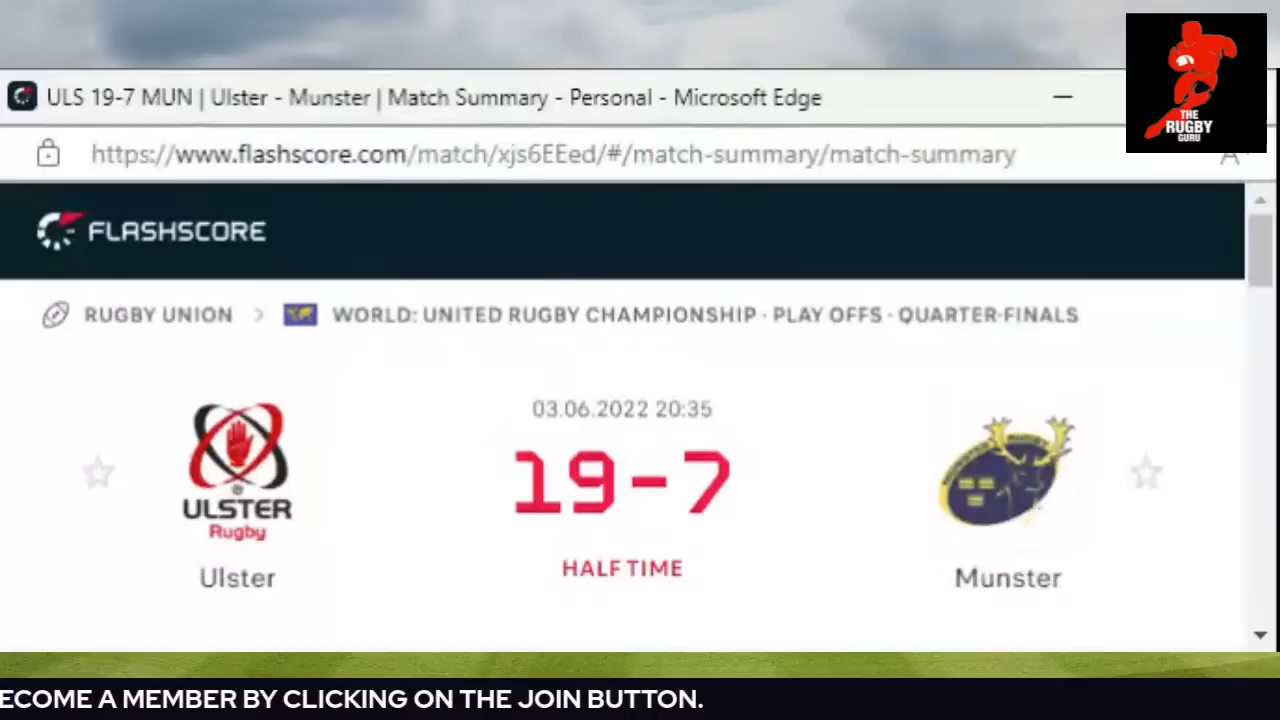 THE
RUGBY
GURU
ULS 19-7 MUN | Ulster - Munster | Match Summary - Personal - Microsoft Edge
https://www.flashscore.com/match/xjs6EEed/#/match-summary/match-summary
FLASHSCORE
RUGBY UNION > WORLD: UNITED RUGBY CHAMPIONSHIP - PLAY OFFS - QUARTER-FINALS
03.06.2022 20:35
19-7
HALF TIME
ULSTER
Rugby
Ulster
Munster
ECOME A MEMBER BY CLICKING ON THE JOIN BUTTON.